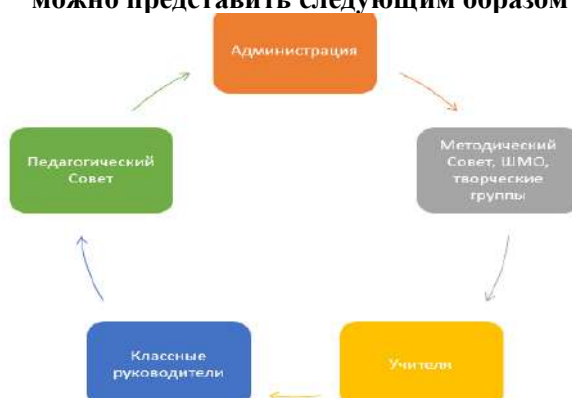 можно представить следующим образом
Администрация
Методический
Совет, ШМО,
творческие
группы
Учителя
Классные
руководители
Педагогический
Совет